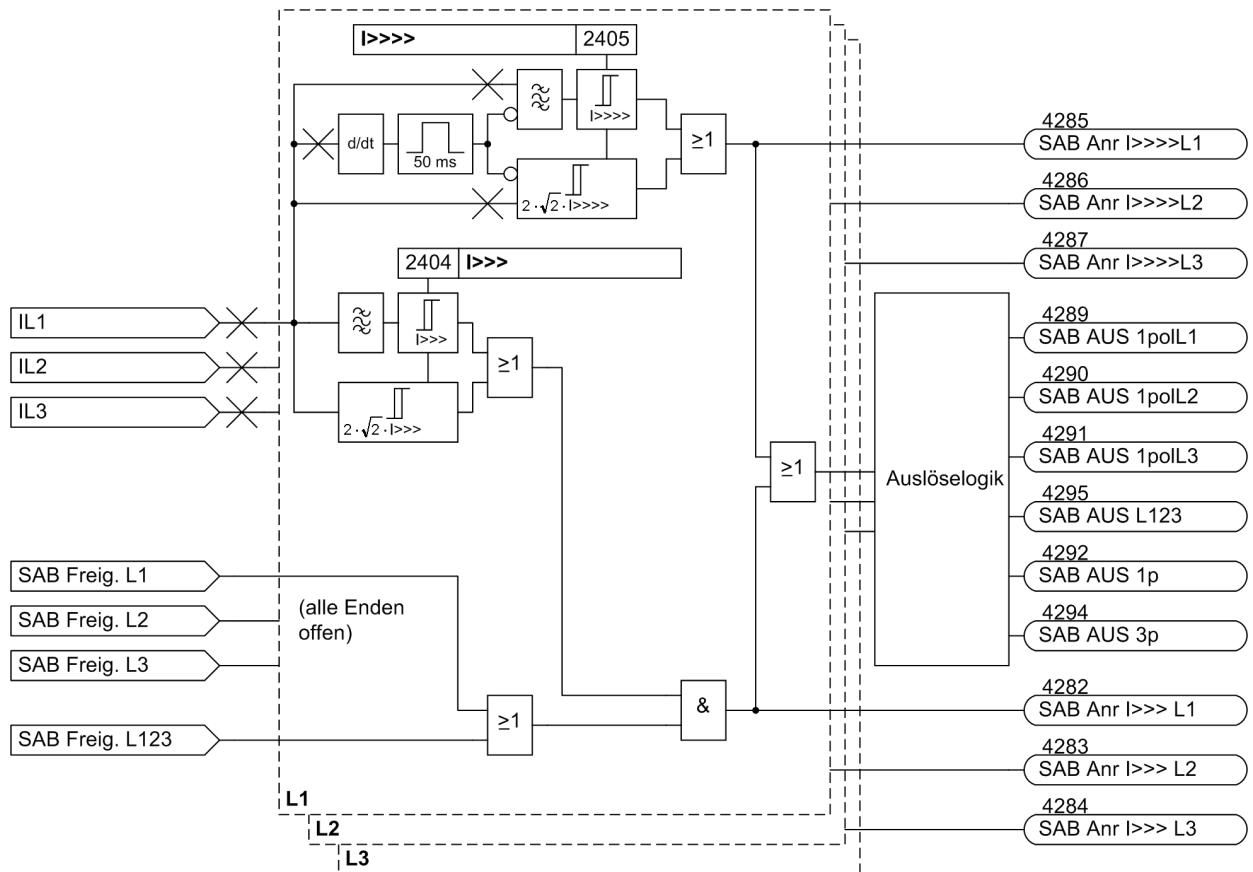 I>>>> 2405
I>>>>
d/dt
50 ms
≥1
2·√2·I>>>>
2404 I>>>
IL1
IL2
IL3
I>>>
≥1
2·√2·I>>>
≥1
SAB Freig. L1
SAB Freig. L2
SAB Freig. L3
SAB Freig. L123
(alle Enden
offen)
≥1
&
L1
L2
L3
Auslöselogik
4285
SAB Anr I>>>>L1
4286
SAB Anr I>>>>L2
4287
SAB Anr I>>>>L3
4289
SAB AUS 1polL1
4290
SAB AUS 1polL2
4291
SAB AUS 1polL3
4295
SAB AUS L123
4292
SAB AUS 1p
4294
SAB AUS 3p
4282
SAB Anr I>>> L1
4283
SAB Anr I>>> L2
4284
SAB Anr I>>> L3